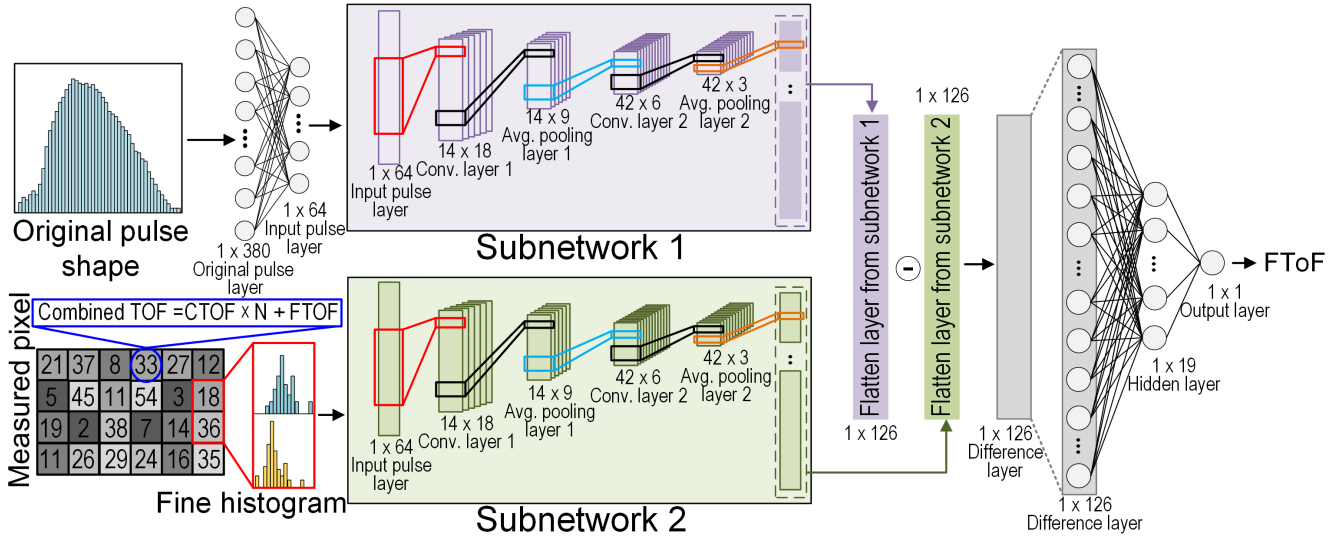 Original pulse
shape
1 x 380
Original pulse
layer
1 x 64
Input pulse
layer
1 x 64
Input pulse
layer
14 x 18
Conv. layer 1
14 x 9
Avg. pooling
layer 1
42 x 6
Conv. layer 2
42 x 3
Avg. pooling
layer 2
Subnetwork 1
Combined TOF =CTOF x N + FTOF
Measured pixel
21 37 8 33 27 12
5 45 11 54 3 18
19 2 38 7 14 36
11 26 29 24 16 35
Fine histogram
1 x 64
Input pulse
layer
14 x 18
Conv. layer 1
14 x 9
Avg. pooling
layer 1
42 x 6
Conv. layer 2
42 x 3
Avg. pooling
layer 2
Subnetwork 2
Flatten layer from subnetwork 1
1 x 126
-
1 x 126
Flatten layer from subnetwork 2
1 x 126
Difference
layer
1 x 126
Difference layer
1 x 19
Hidden layer
1 x 1
Output layer
FToF